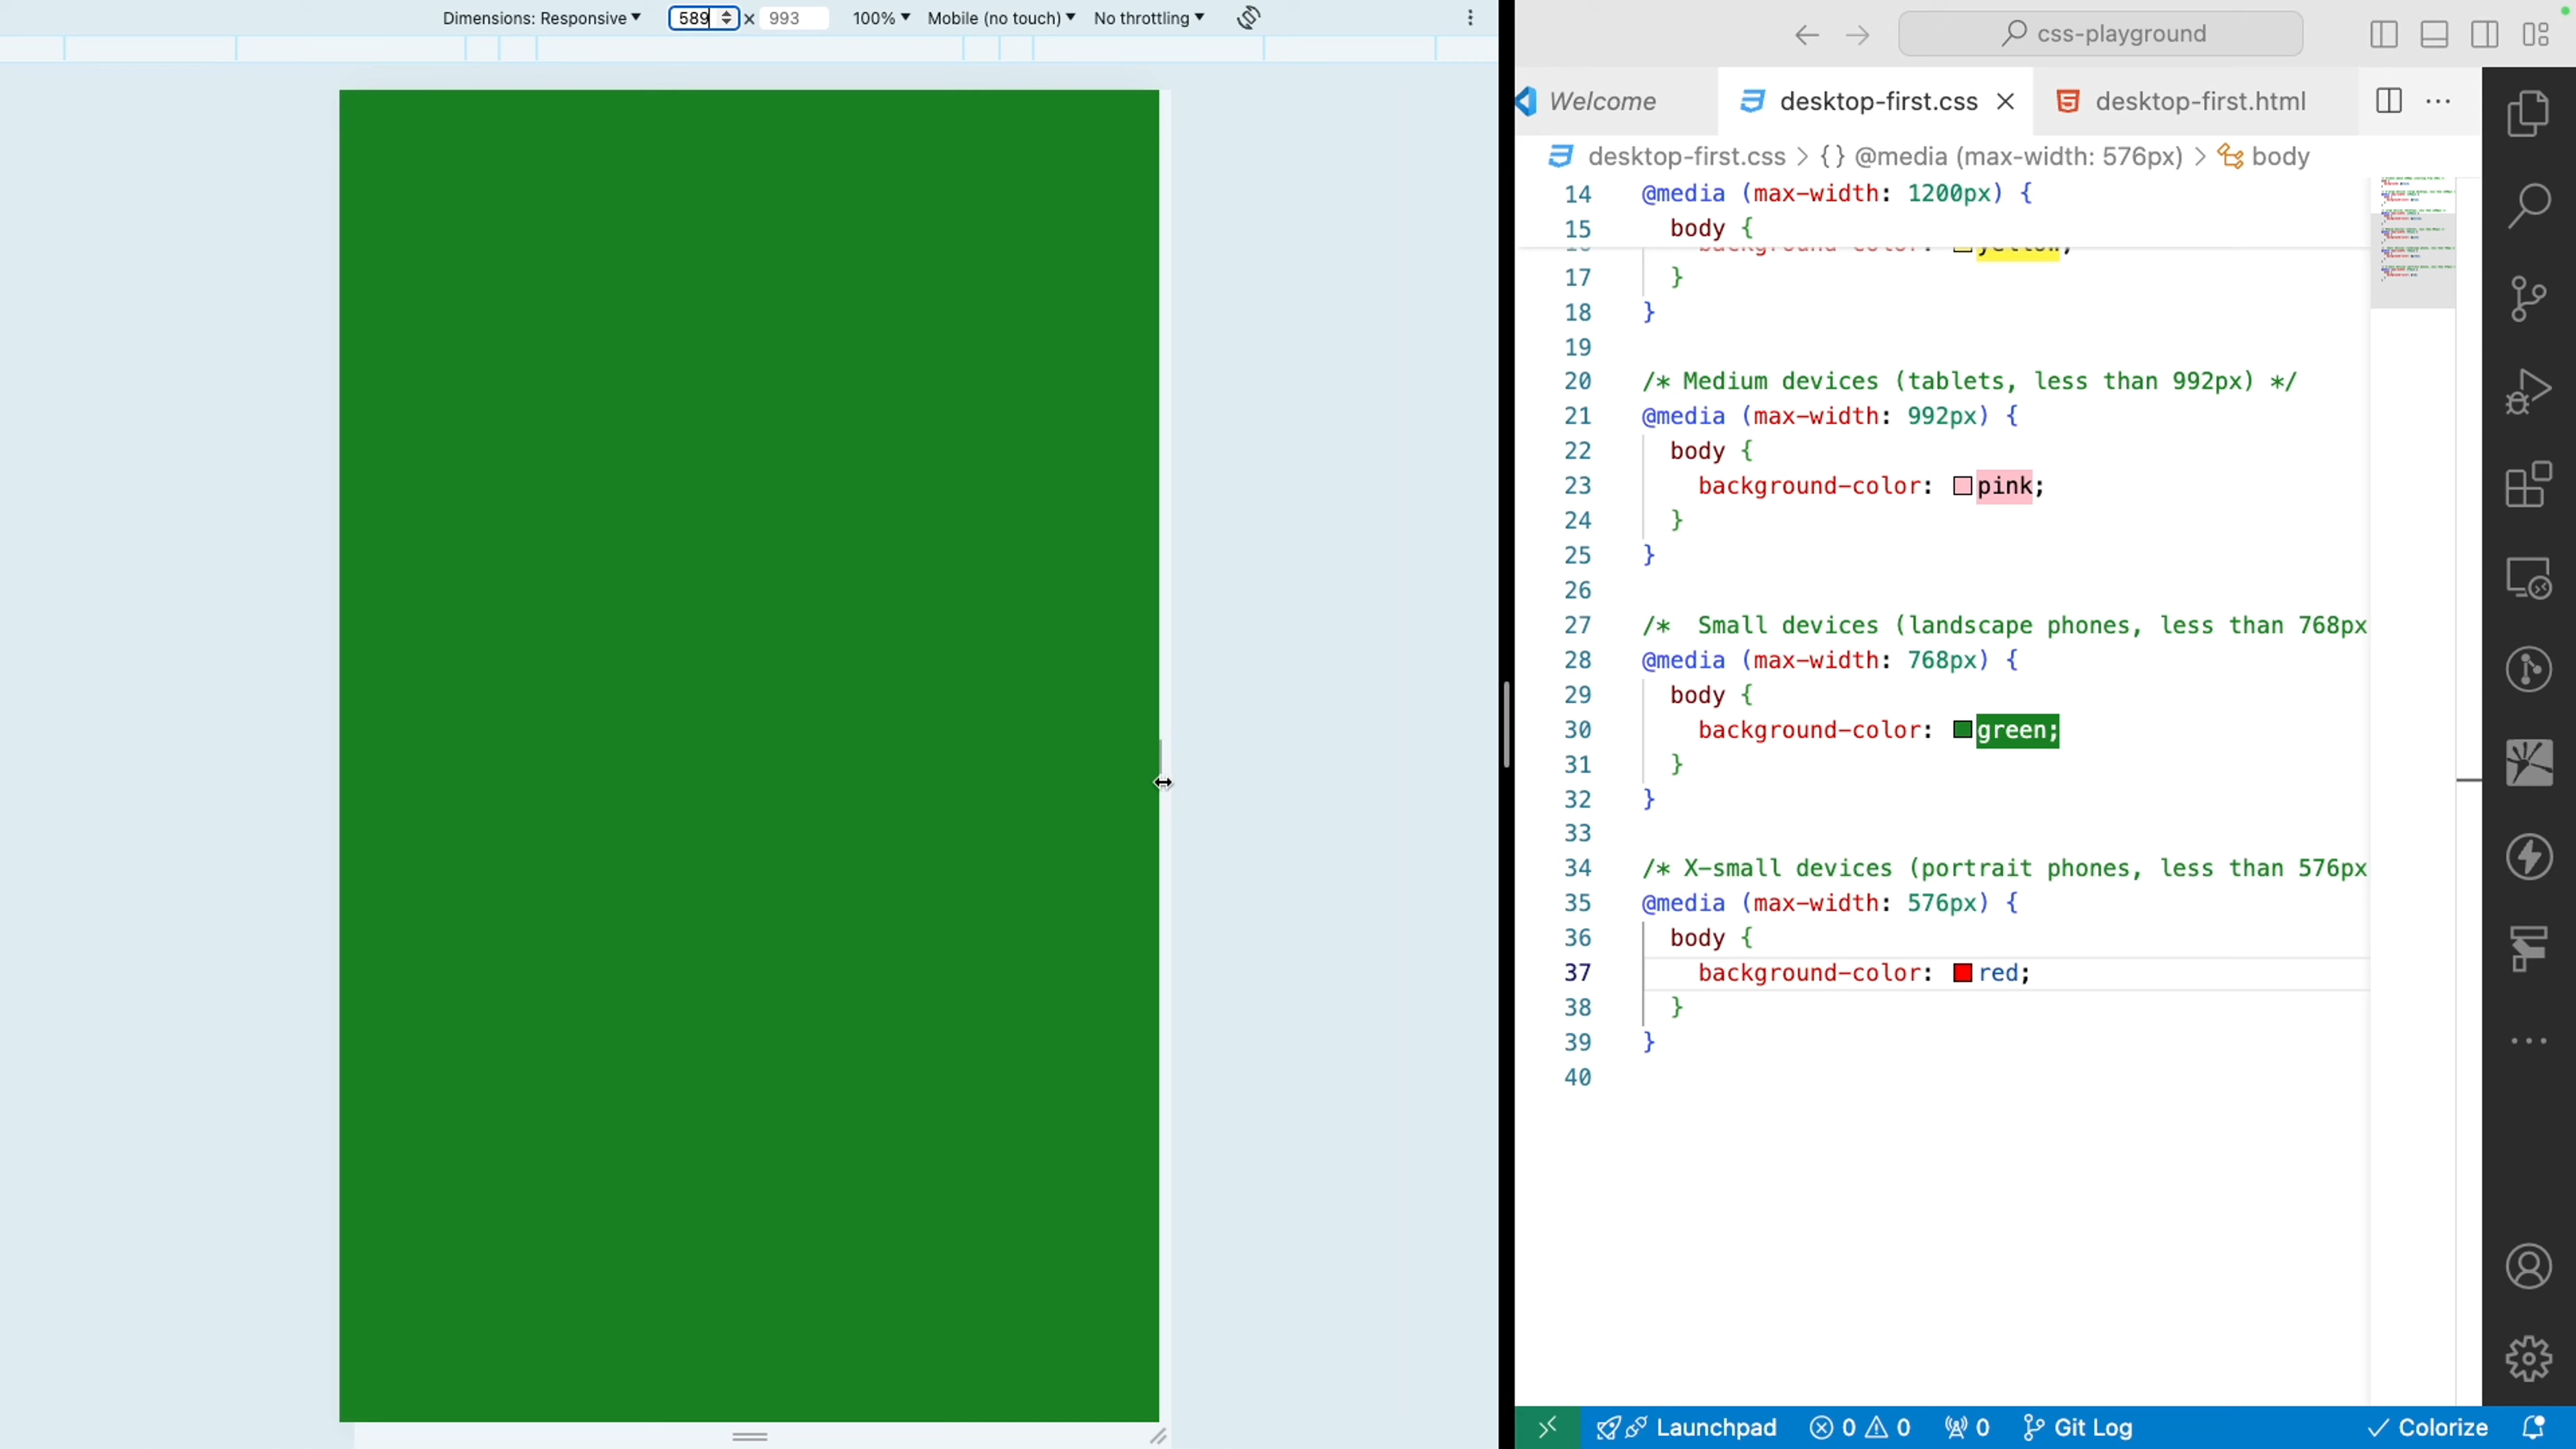 Dimensions: Responsive 589 × 993 100% Mobile (no touch) No throttling
css-playground
Welcome desktop-first.css desktop-first.html
desktop-first.css > {} @media (max-width: 576px) > body
14 @media (max-width: 1200px) {
15 body {
16 background-color: yellow;
17 }
18 }
19
20 /* Medium devices (tablets, less than 992px) */
21 @media (max-width: 992px) {
22 body {
23 background-color: pink;
24 }
25 }
26
27 /*  Small devices (landscape phones, less than 768px
28 @media (max-width: 768px) {
29 body {
30 background-color: green;
31 }
32 }
33
34 /* X-small devices (portrait phones, less than 576px
35 @media (max-width: 576px) {
36 body {
37 background-color: red;
38 }
39 }
40
Launchpad 0 0 0 Git Log Colorize